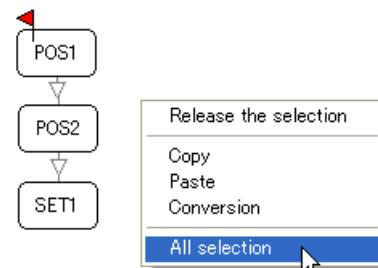 POS1
POS2
SET1
Release the selection
Copy
Paste
Conversion
All selection